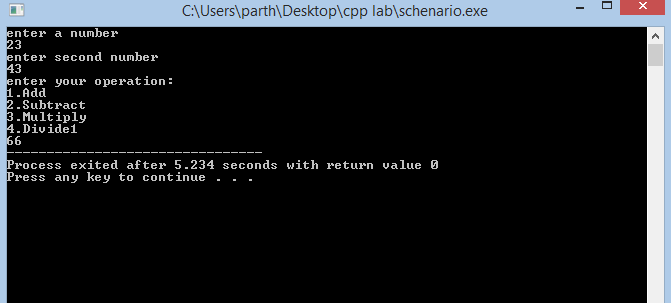 C:\Users\parth\Desktop\cpp lab\schenario.exe
enter a number
23
enter second number
43
enter your operation:
1.Add
2.Subtract
3.Multiply
4.Divide1
66
--------------------------------
Process exited after 5.234 seconds with return value 0
Press any key to continue . . .